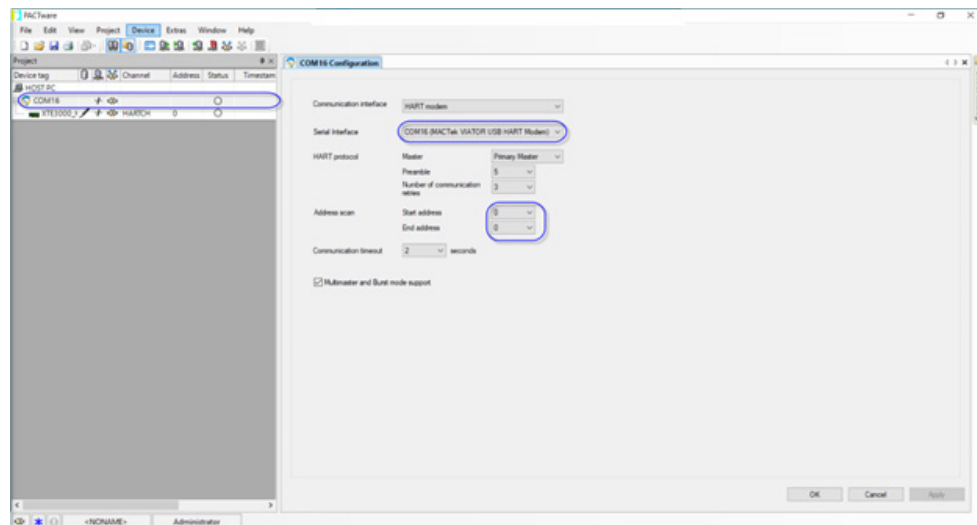 PACTware
File Edit View Project Device Extras Window Help
Project
COM16 Configuration
Device tag Channel Address Status Timestam
HOST PC
COM16
HARTCH 0
Communication interface HART modem
Serial Interface COM16 (MACTek VIATOR USB HART Modem)
HART protocol Master Primary Master
Preamble 5
Number of communication retries 3
Address scan Start address 0
End address 0
Communication timeout 2 seconds
Multimaster and Burst mode support
OK Cancel Apply
<NONAME> Administrator